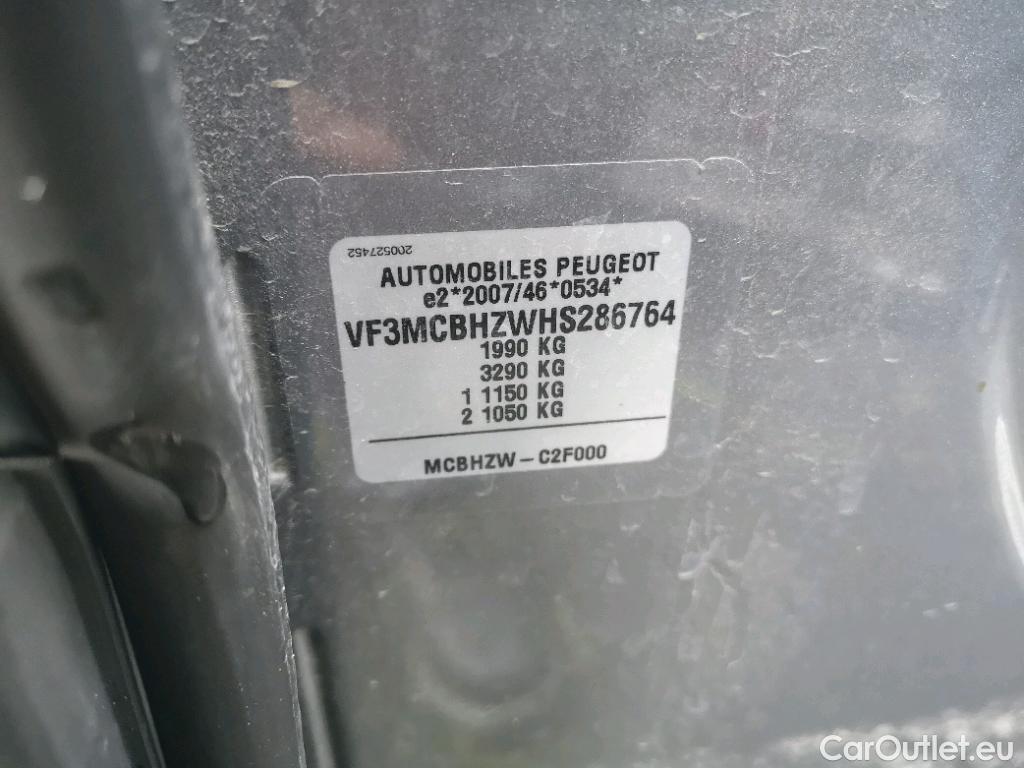 200527452
AUTOMOBILES PEUGEOT
e2*2007/46*0534*
VF3MCBHZWHS286764
1990 KG
3290 KG
1 1150 KG
2 1050 KG
MCBHZW - C2F000
CarOutlet.eu